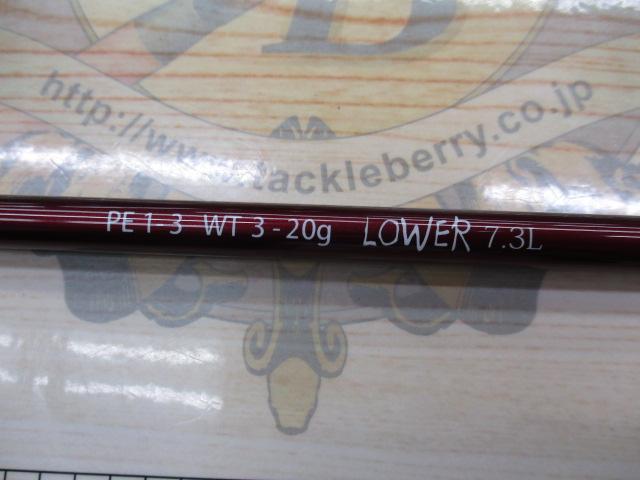 B
http://www.tackleberry.co.jp
PE 1-3 WT 3-20g LOWER 7.3L